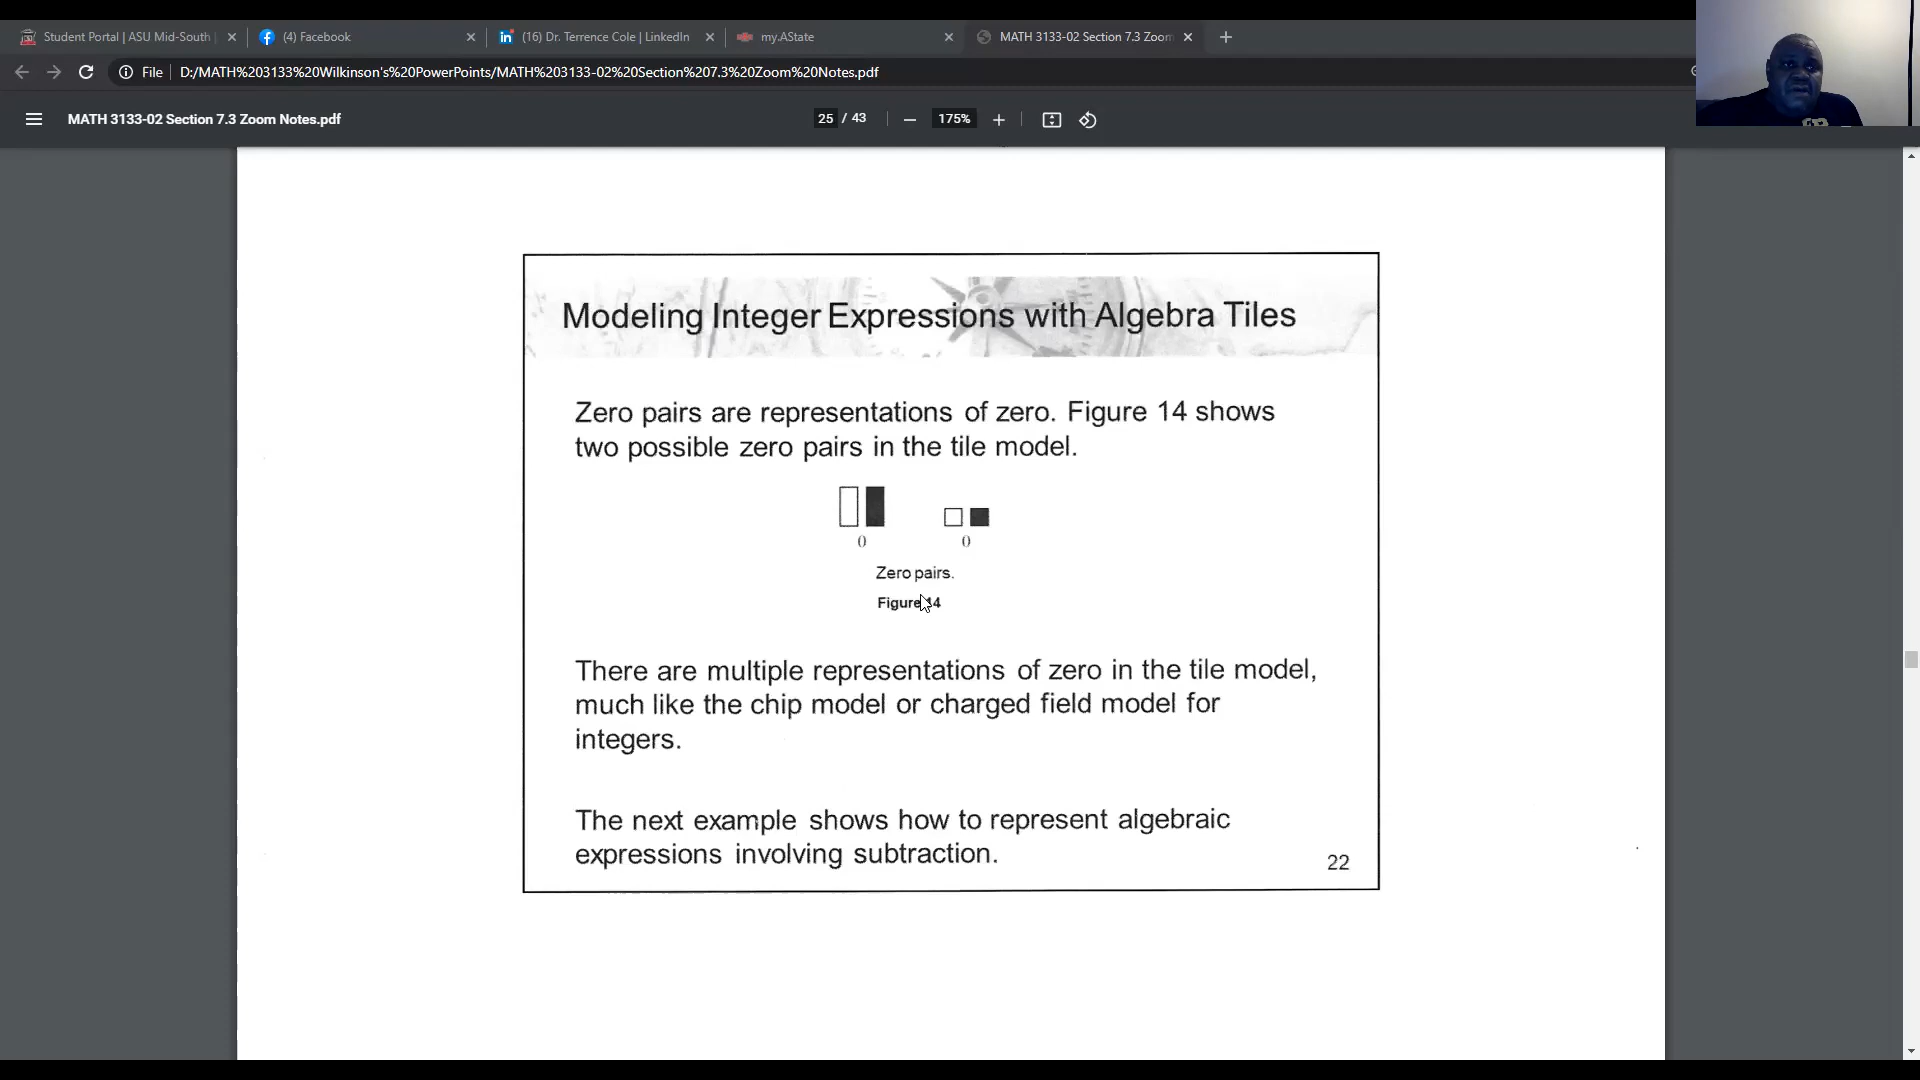 Student Portal | ASU Mid-South |
(4) Facebook
(16) Dr. Terrence Cole | LinkedIn
my.AState
MATH 3133-02 Section 7.3 Zoom
File
D:/MATH%203133%20Wilkinson's%20PowerPoints/MATH%203133-02%20Section%207.3%20Zoom%20Notes.pdf
MATH 3133-02 Section 7.3 Zoom Notes.pdf
25 / 43
175%
Modeling Integer Expressions with Algebra Tiles
Zero pairs are representations of zero. Figure 14 shows
two possible zero pairs in the tile model.
0 0
Zero pairs.
Figure 14
There are multiple representations of zero in the tile model,
much like the chip model or charged field model for
integers.
The next example shows how to represent algebraic
expressions involving subtraction.
22